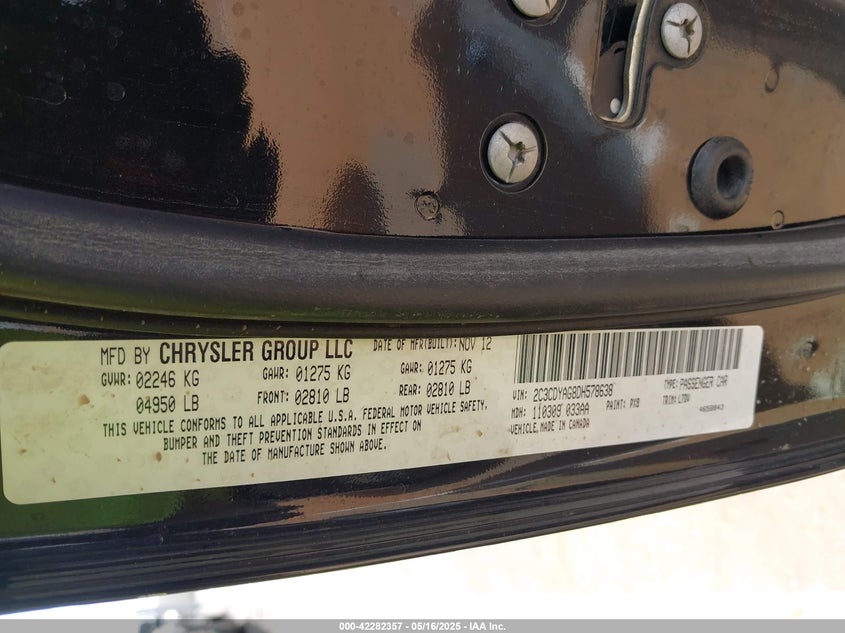 MFD BY CHRYSLER GROUP LLC DATE OF MFR(BUILT): NOV 12
GVWR: 02246 KG GAWR: 01275 KG GAWR: 01275 KG
04950 LB FRONT: 02810 LB REAR: 02810 LB
THIS VEHICLE CONFORMS TO ALL APPLICABLE U.S.A. FEDERAL MOTOR VEHICLE SAFETY,
BUMPER AND THEFT PREVENTION STANDARDS IN EFFECT ON
THE DATE OF MANUFACTURE SHOWN ABOVE.
VIN: 2C3CDYAG8DH578638 TYPE: PASSENGER CAR
MDH: 110309 033AA PAINT: PX8 TRIM: L7DV
VEHICLE MADE IN CANADA
000-42282357 - 05/16/2025 - IAA Inc.